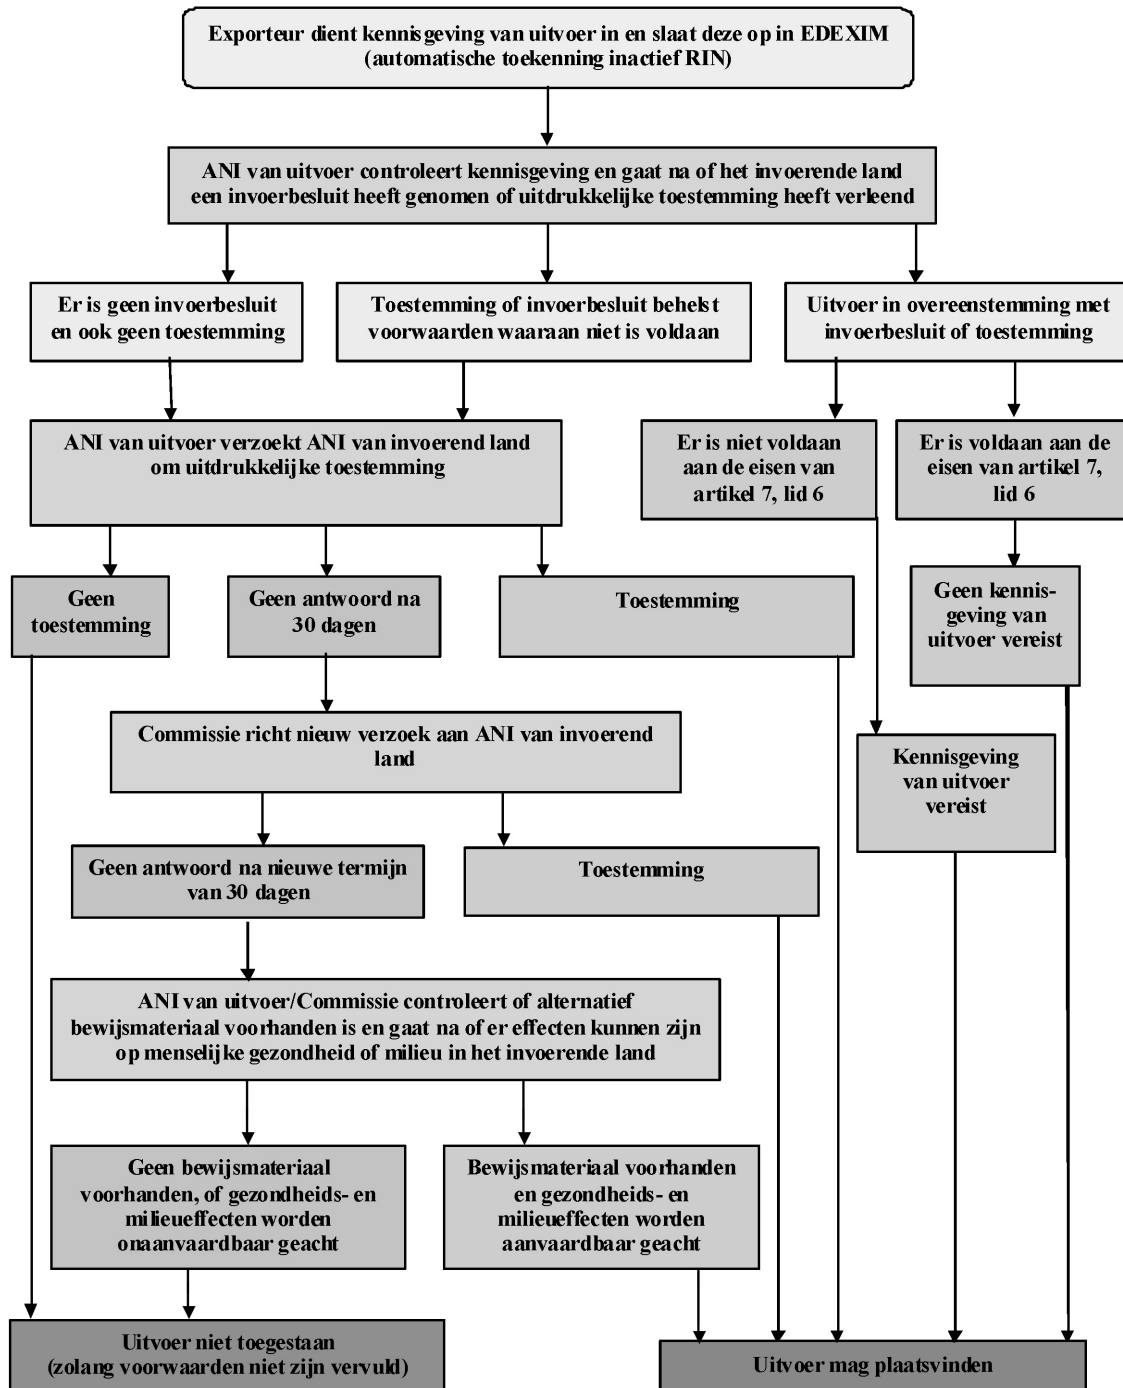 Exporteur dient kennisgeving van uitvoer in en slaat deze op in EDEXIM
(automatische toekenning inactief RIN)
ANI van uitvoer controleert kennisgeving en gaat na of het invoerende land
een invoerbesluit heeft genomen of uitdrukkelijke toestemming heeft verleend
Er is geen invoerbesluit
en ook geen toestemming
Toestemming of invoerbesluit behelst
voorwaarden waaraan niet is voldaan
Uitvoer in overeenstemming met
invoerbesluit of toestemming
ANI van uitvoer verzoekt ANI van invoerend land
om uitdrukkelijke toestemming
Er is niet voldaan
aan de eisen van
artikel 7, lid 6
Er is voldaan aan de
eisen van artikel 7,
lid 6
Geen
toestemming
Geen antwoord na
30 dagen
Toestemming
Geen kennis-
geving van
uitvoer vereist
Commissie richt nieuw verzoek aan ANI van invoerend
land
Kennisgeving
van uitvoer
vereist
Geen antwoord na nieuwe termijn
van 30 dagen
Toestemming
ANI van uitvoer/Commissie controleert of alternatief
bewijsmateriaal voorhanden is en gaat na of er effecten kunnen zijn
op menselijke gezondheid of milieu in het invoerende land
Geen bewijsmateriaal
voorhanden, of gezondheids- en
milieueffecten worden
onaanvaardbaar geacht
Bewijsmateriaal voorhanden
en gezondheids- en
milieueffecten worden
aanvaardbaar geacht
Uitvoer niet toegestaan
(zolang voorwaarden niet zijn vervuld)
Uitvoer mag plaatsvinden